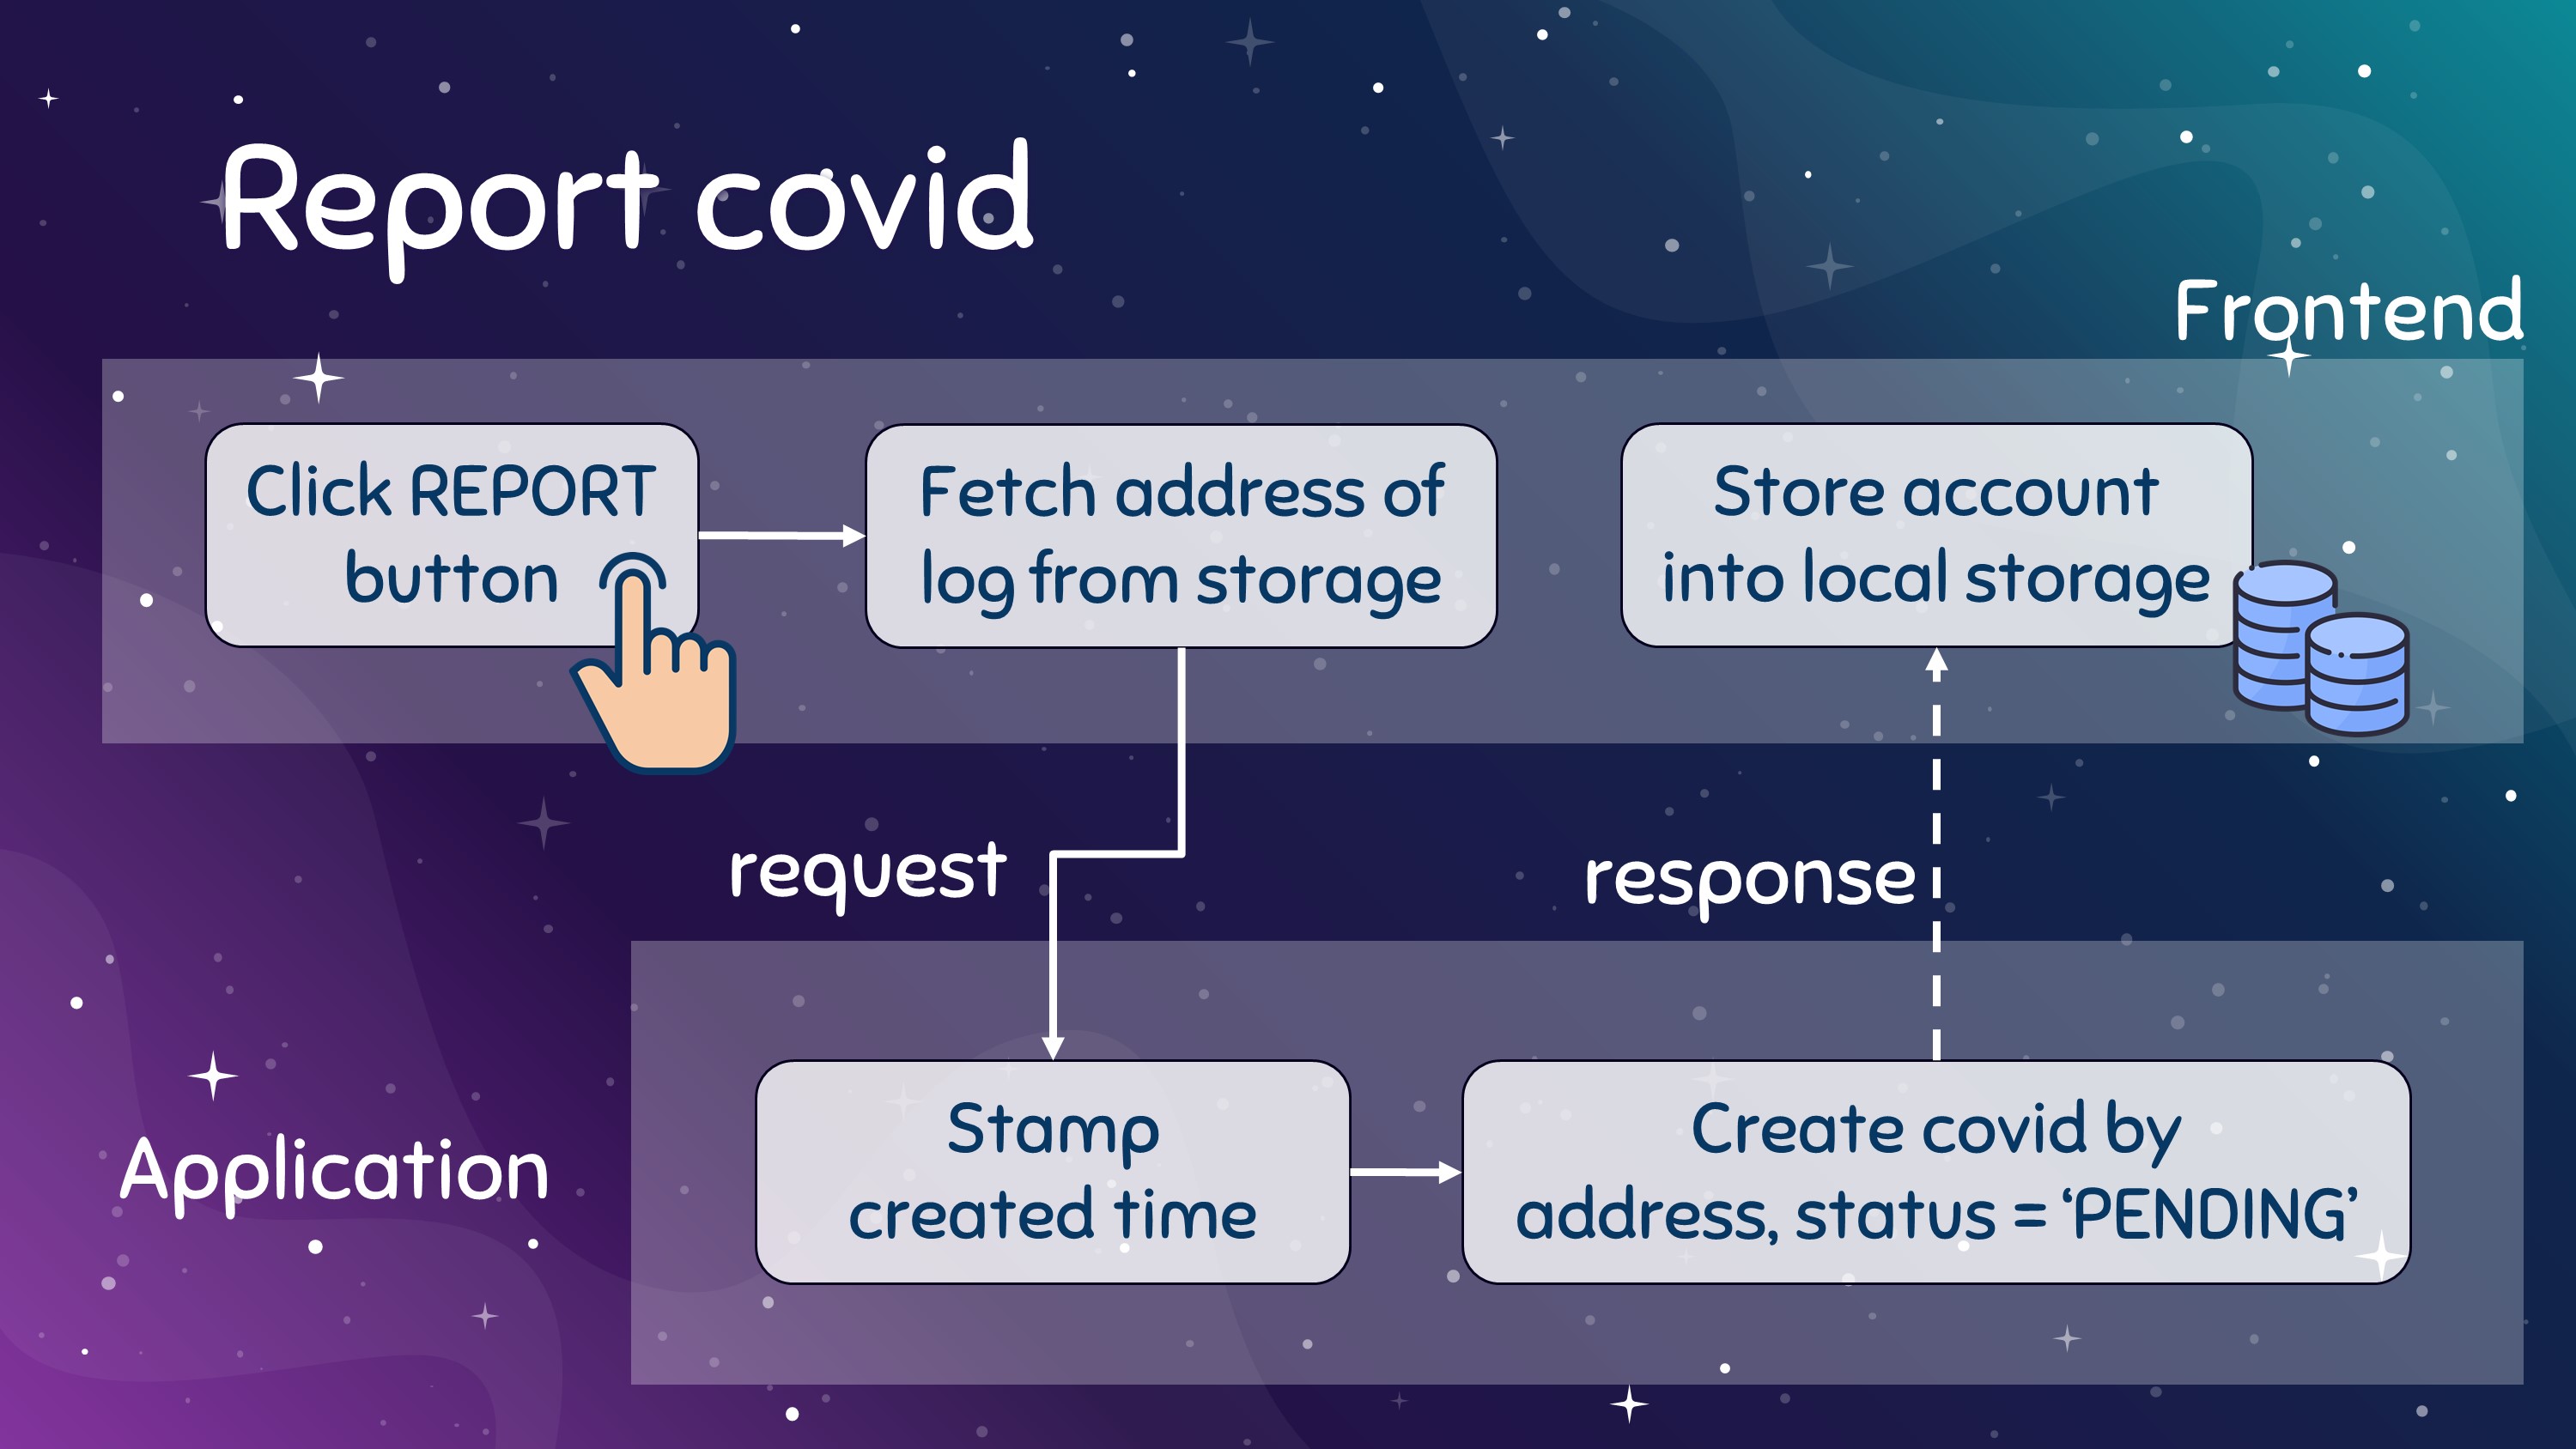 Report covid
Frontend
Click REPORT
button
Fetch address of
log from storage
Store account
into local storage
request
response
Application
Stamp
created time
Create covid by
address, status = ‘PENDING’